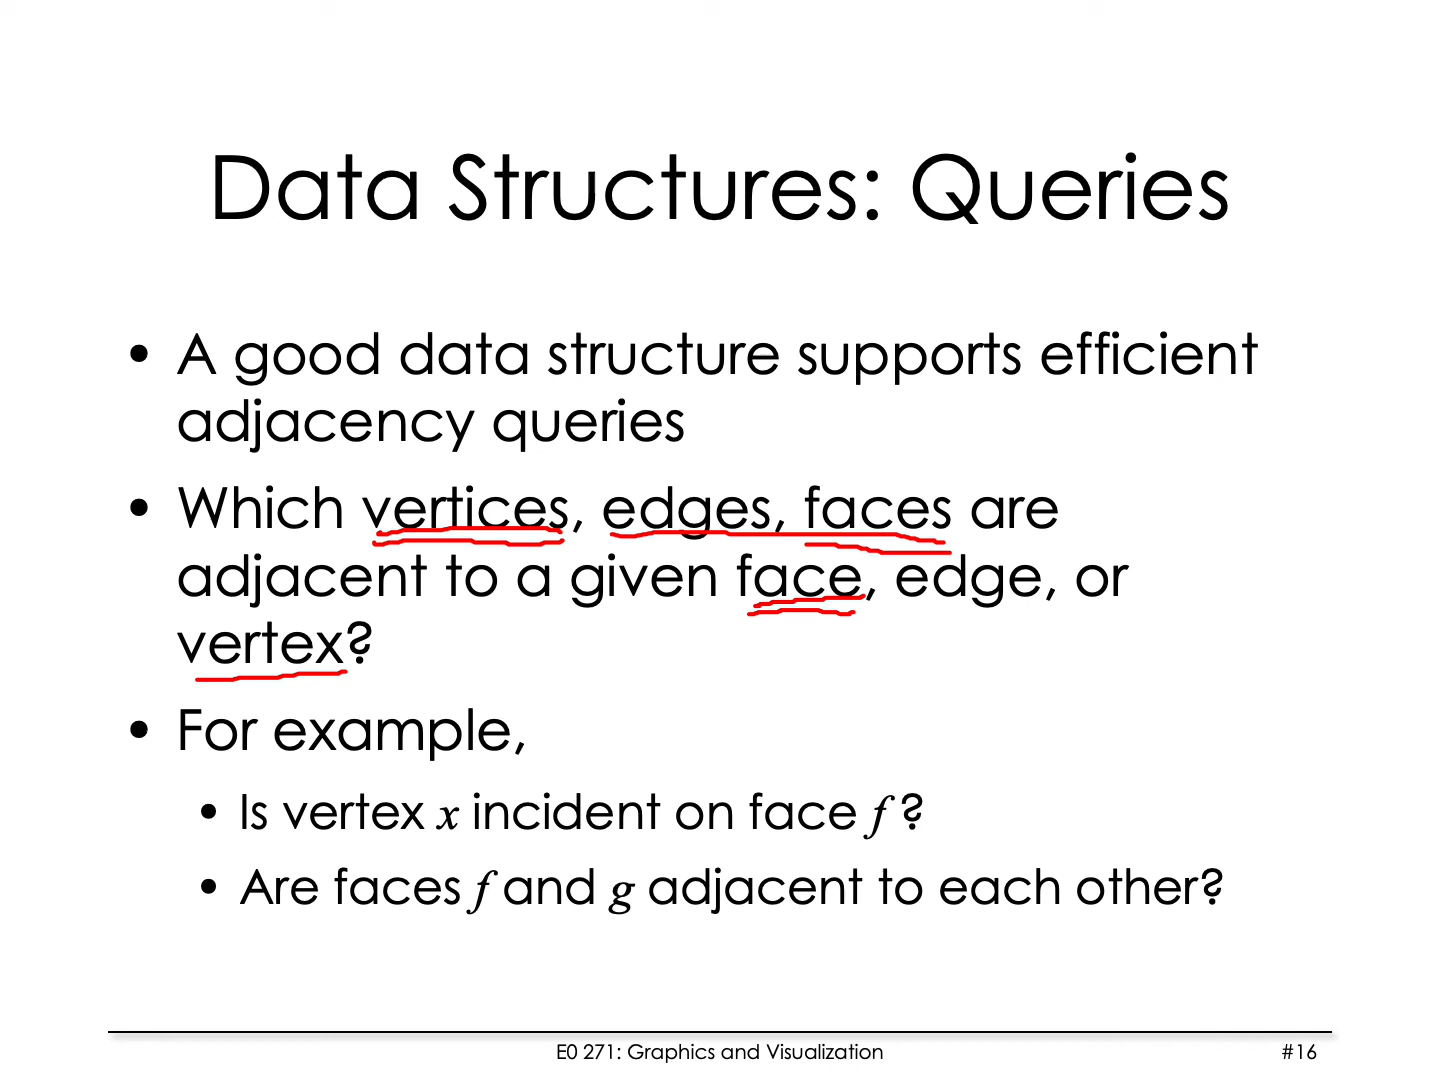 Data Structures: Queries
• A good data structure supports efficient
adjacency queries
• Which vertices, edges, faces are
adjacent to a given face, edge, or
vertex?
• For example,
• Is vertex x incident on face f ?
• Are faces f and g adjacent to each other?
E0 271: Graphics and Visualization #16